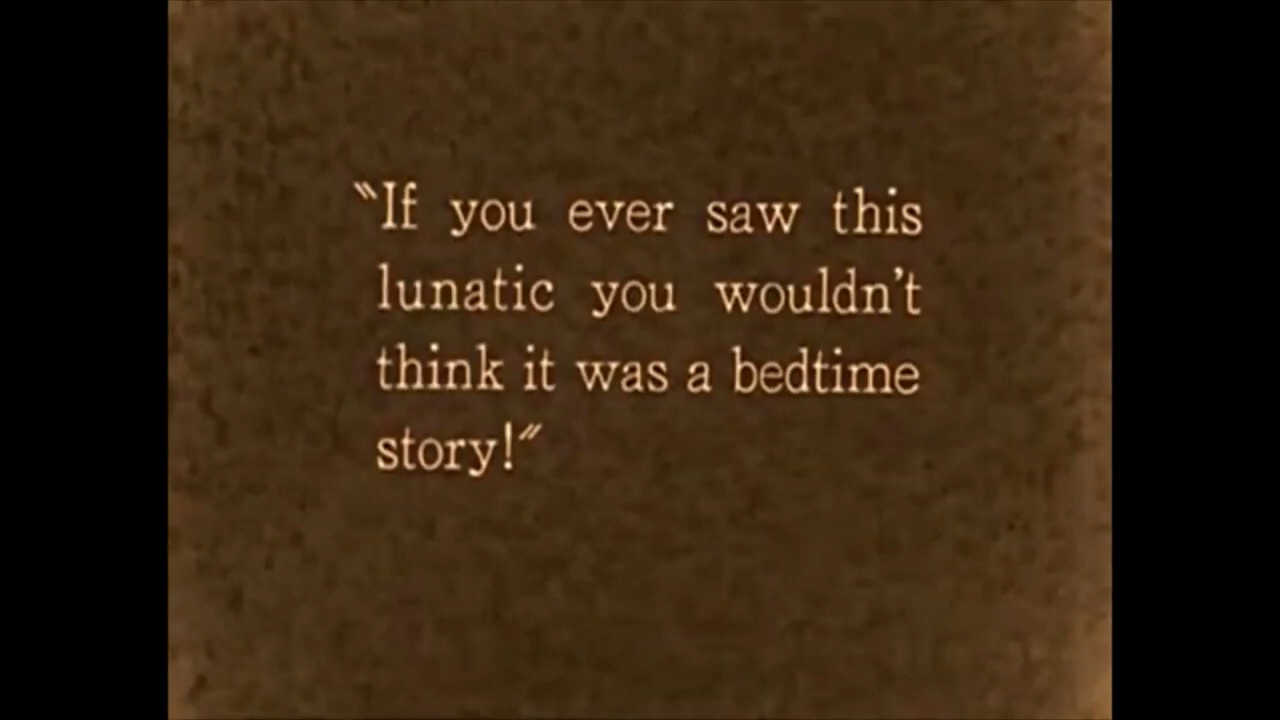 “If you ever saw this
lunatic you wouldn’t
think it was a bedtime
story!”